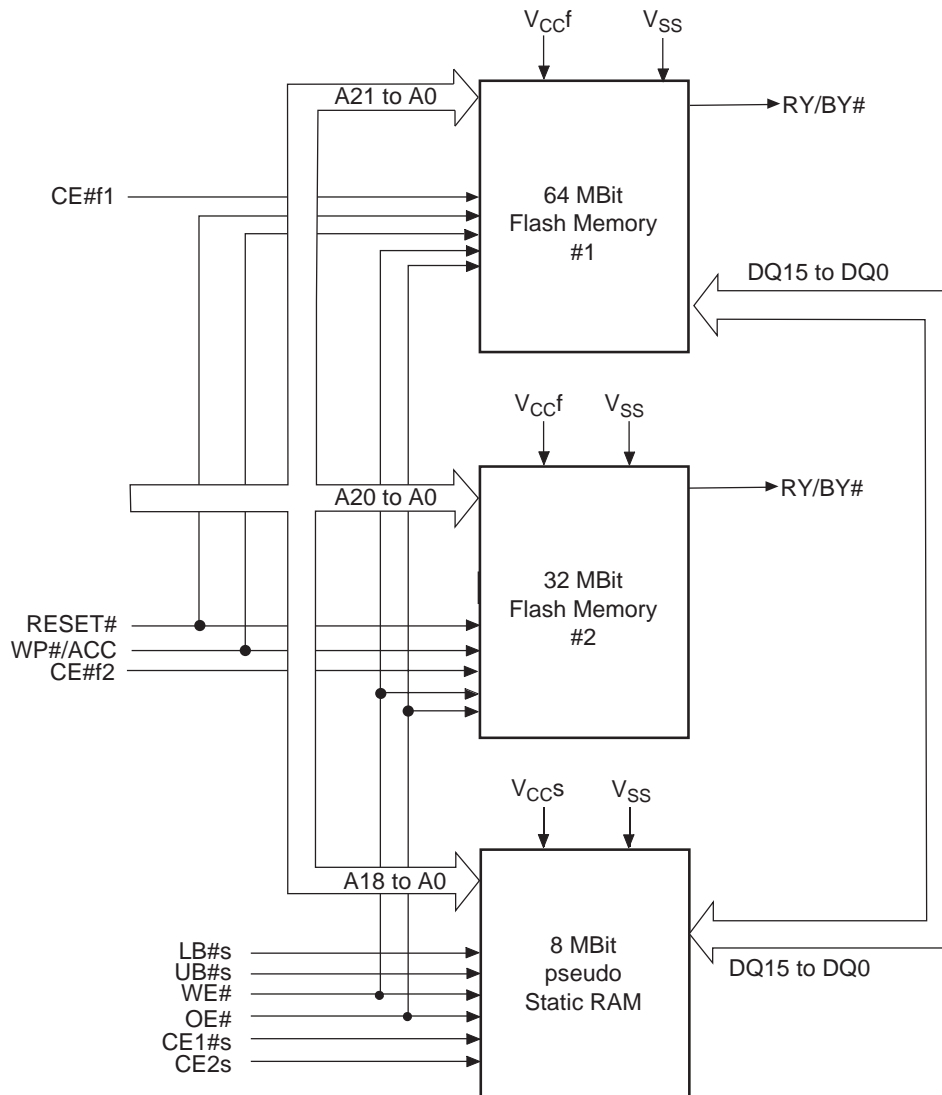 VCCf
VSS
A21 to A0
RY/BY#
CE#f1
64 MBit
Flash Memory
#1
DQ15 to DQ0
VCCf
VSS
A20 to A0
RY/BY#
32 MBit
Flash Memory
#2
RESET#
WP#/ACC
CE#f2
VCCs
VSS
A18 to A0
LB#s
UB#s
WE#
OE#
CE1#s
CE2s
8 MBit
pseudo
Static RAM
DQ15 to DQ0